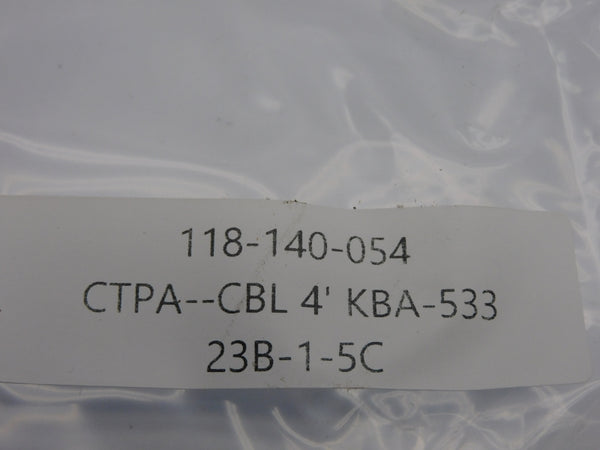 118-140-054
CTPA--CBL 4' KBA-533
23B-1-5C